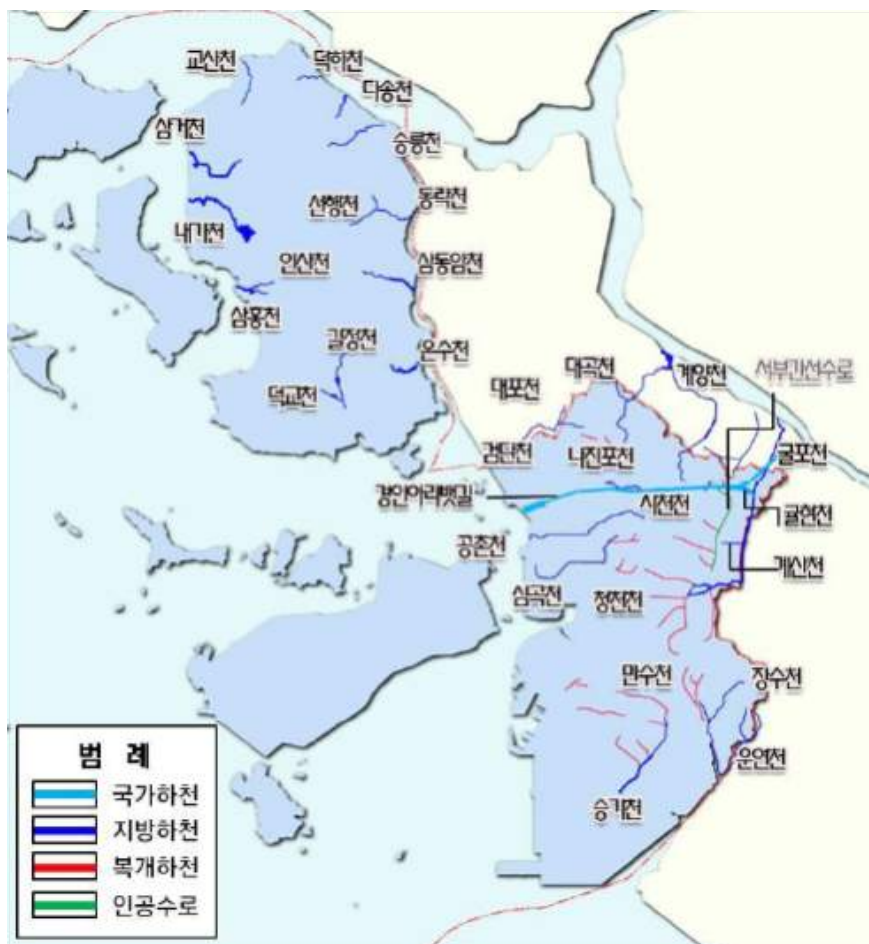 교산천
덕하천
다송천
삼거천
숭릉천
선행천
동락천
내가천
인산천
삼동암천
삼흥천
길정천
온수천
덕교천
대포천
대곡천
계양천
서부간선수로
검단천
나진포천
굴포천
경인아라뱃길
시천천
귤현천
공촌천
계산천
심곡천
청천천
만수천
장수천
운연천
승기천
범 례
국가하천
지방하천
복개하천
인공수로